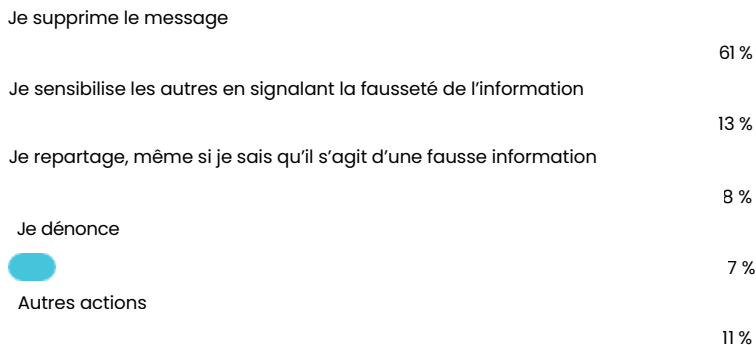 Je supprime le message
61 %
Je sensibilise les autres en signalant la fausseté de l’information
13 %
Je repartage, même si je sais qu’il s’agit d’une fausse information
8 %
Je dénonce
7 %
Autres actions
11 %